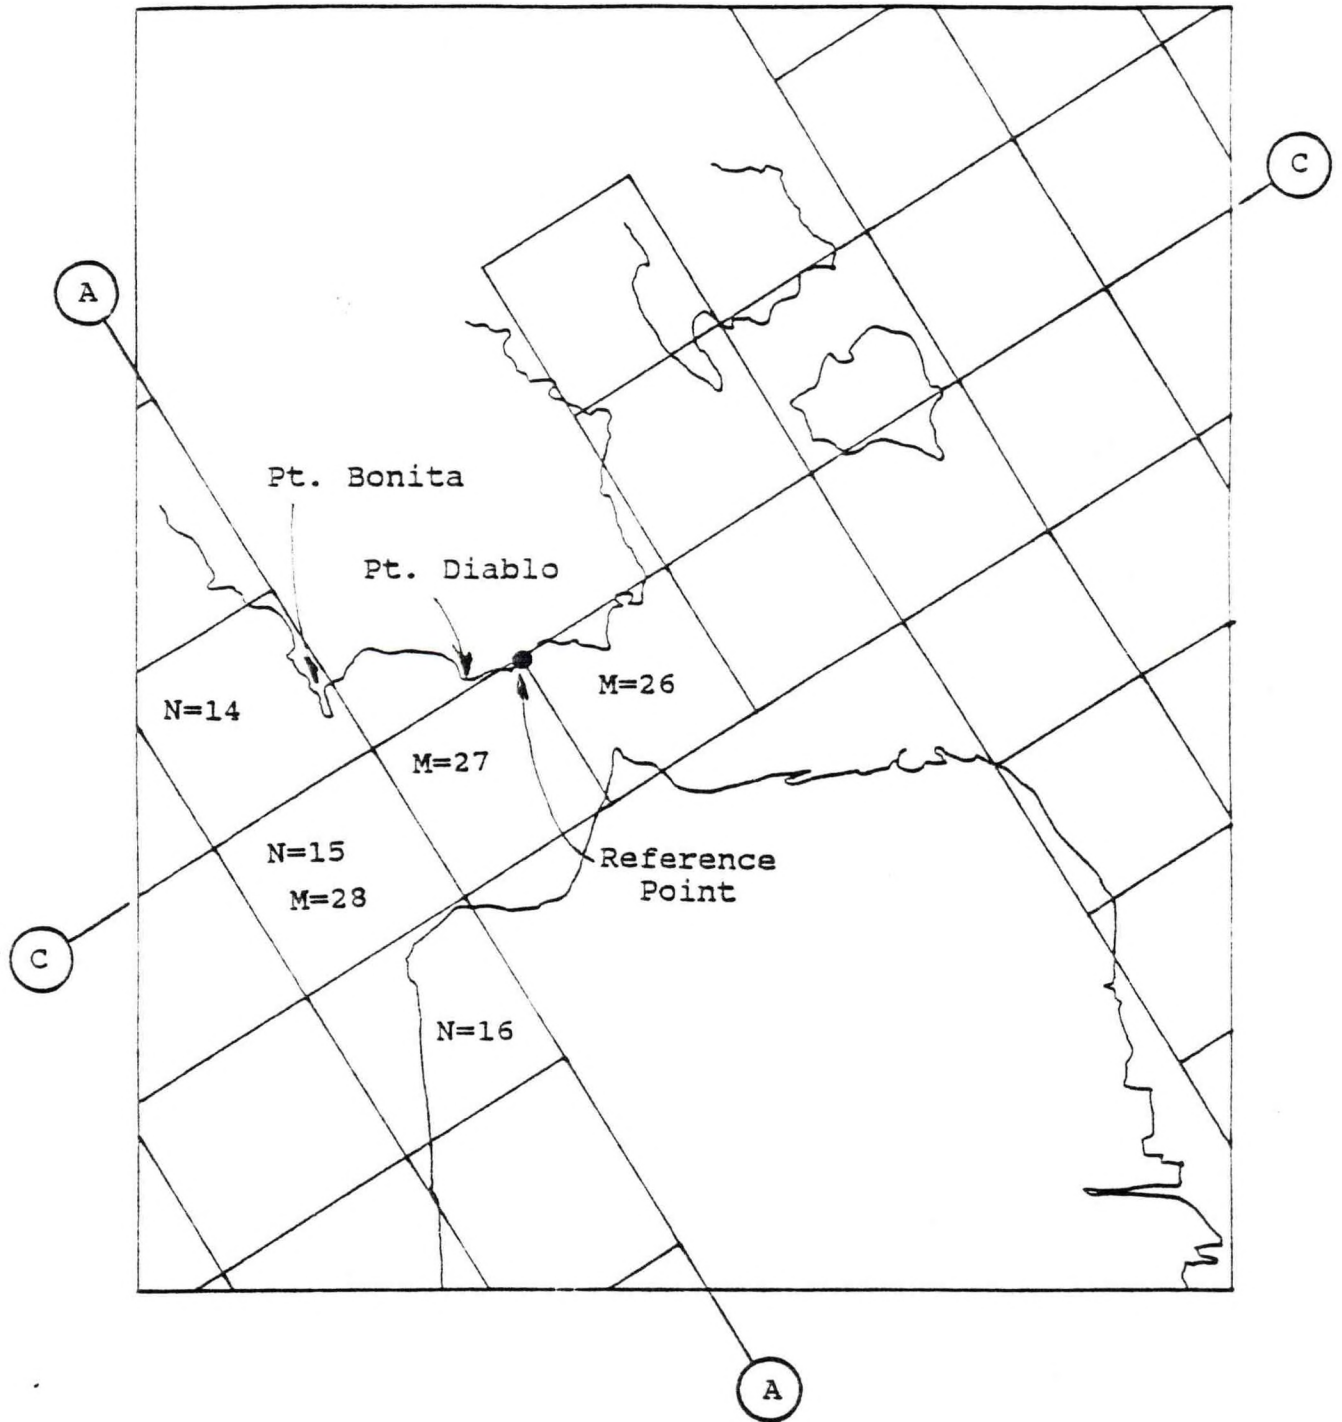 C
A
Pt. Bonita
Pt. Diablo
M=26
N=14
M=27
N=15
M=28
Reference
Point
C
N=16
A